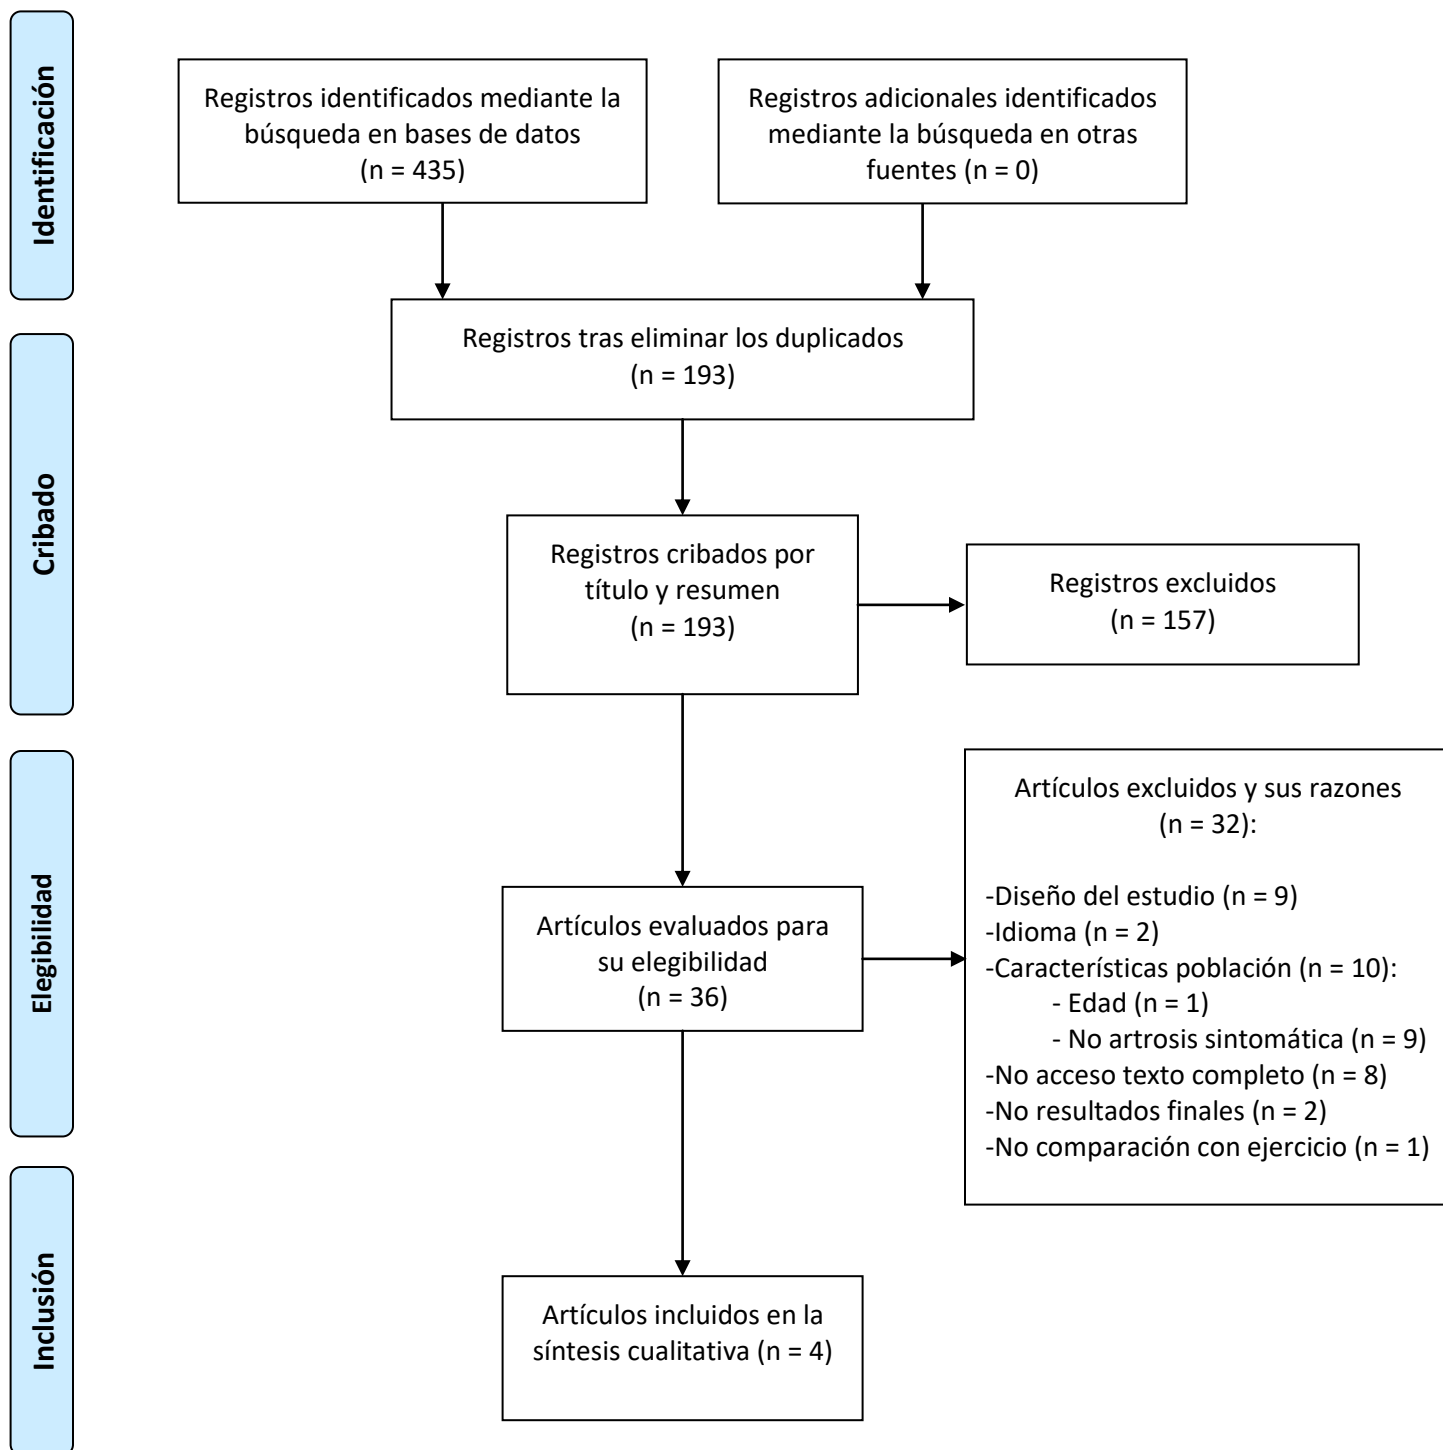 Identificación
Registros identificados mediante la
búsqueda en bases de datos
(n = 435)
Registros adicionales identificados
mediante la búsqueda en otras
fuentes (n = 0)
Registros tras eliminar los duplicados
(n = 193)
Cribado
Registros cribados por
título y resumen
(n = 193)
Registros excluidos
(n = 157)
Elegibilidad
Artículos evaluados para
su elegibilidad
(n = 36)
Artículos excluidos y sus razones
(n = 32):
-Diseño del estudio (n = 9)
-Idioma (n = 2)
-Características población (n = 10):
- Edad (n = 1)
- No artrosis sintomática (n = 9)
-No acceso texto completo (n = 8)
-No resultados finales (n = 2)
-No comparación con ejercicio (n = 1)
Inclusión
Artículos incluidos en la
síntesis cualitativa (n = 4)